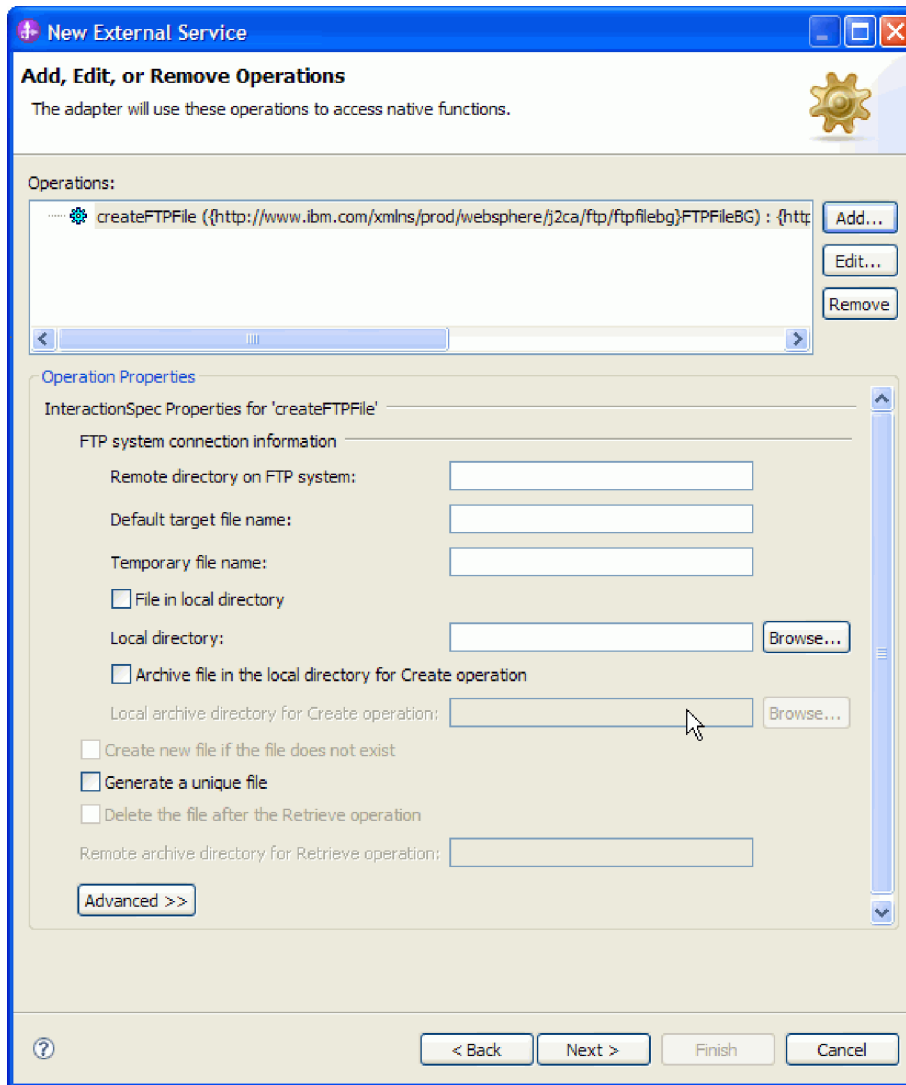 New External Service
Add, Edit, or Remove Operations
The adapter will use these operations to access native functions.
Operations:
createFTPFile ({http://www.ibm.com/xmlns/prod/websphere/j2ca/ftp/ftpfilebg}FTPFileBG) : {http
Add...
Edit...
Remove
Operation Properties
InteractionSpec Properties for 'createFTPFile'
FTP system connection information
Remote directory on FTP system:
Default target file name:
Temporary file name:
File in local directory
Local directory: Browse...
Archive file in the local directory for Create operation
Local archive directory for Create operation: Browse...
Create new file if the file does not exist
Generate a unique file
Delete the file after the Retrieve operation
Remote archive directory for Retrieve operation:
Advanced >>
? < Back Next > Finish Cancel